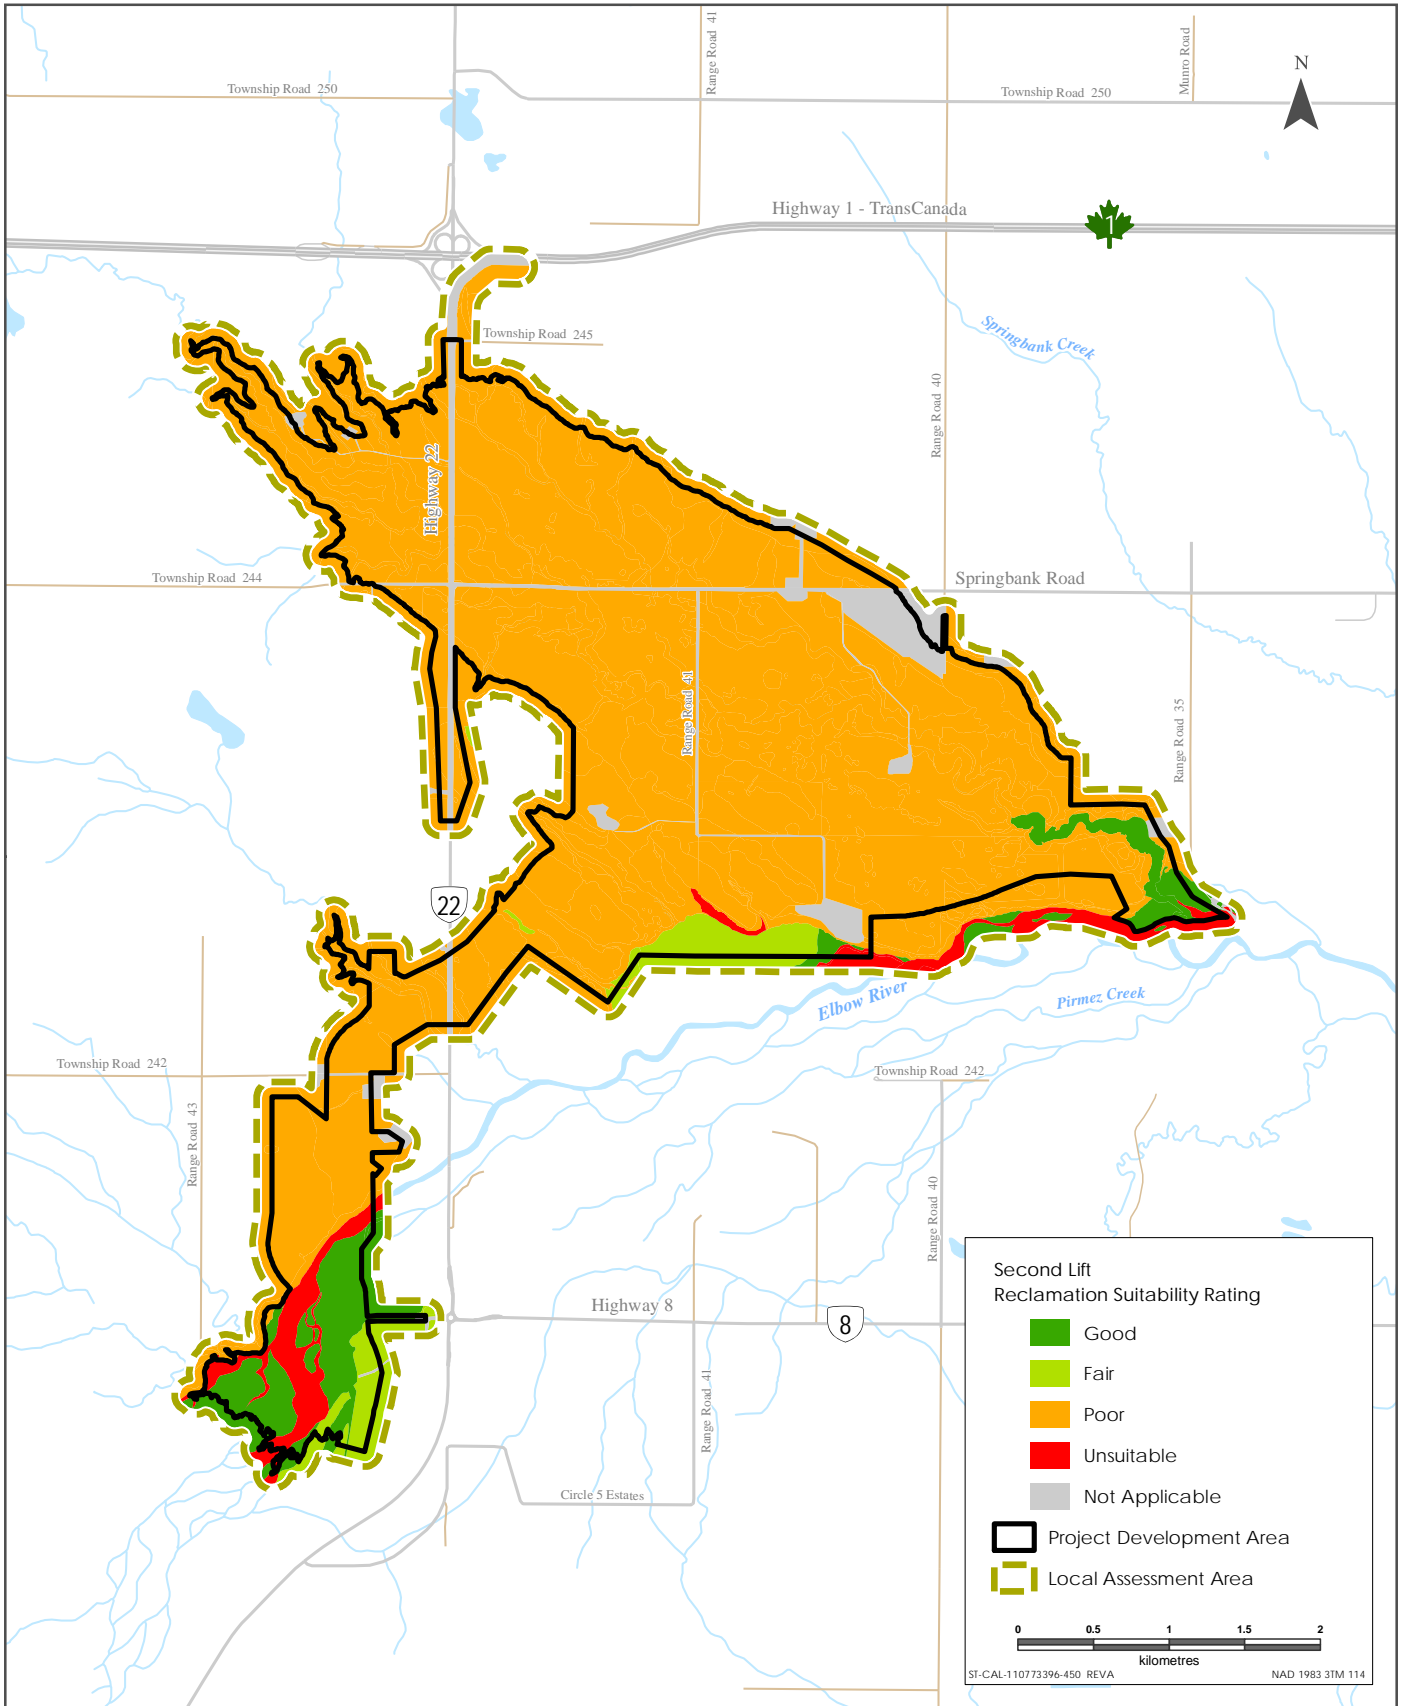 Range Road 41
Munro Road
N
Township Road 250
Township Road 250
Highway 1 - TransCanada
1
Springbank Creek
Township Road 245
Range Road 40
Highway 22
Township Road 244
Springbank Road
Range Road 41
Range Road 35
22
Elbow River
Pirmez Creek
Township Road 242
Township Road 242
Range Road 43
Range Road 40
Highway 8
8
Range Road 41
Circle 5 Estates
Second Lift
Reclamation Suitability Rating
Good
Fair
Poor
Unsuitable
Not Applicable
Project Development Area
Local Assessment Area
0 0.5 1 1.5 2
kilometres
ST-CAL-110773396-450 REVA NAD 1983 3TM 114